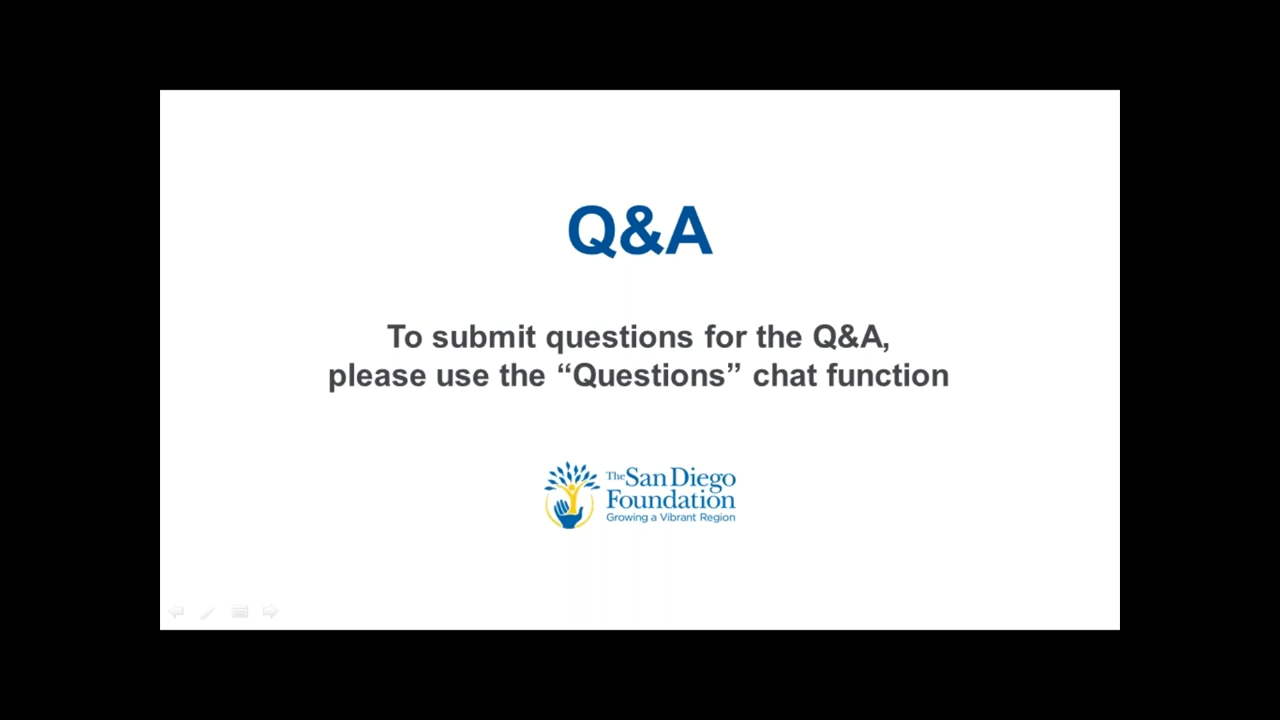 Q&A
To submit questions for the Q&A,
please use the “Questions” chat function
The San Diego
Foundation
Growing a Vibrant Region